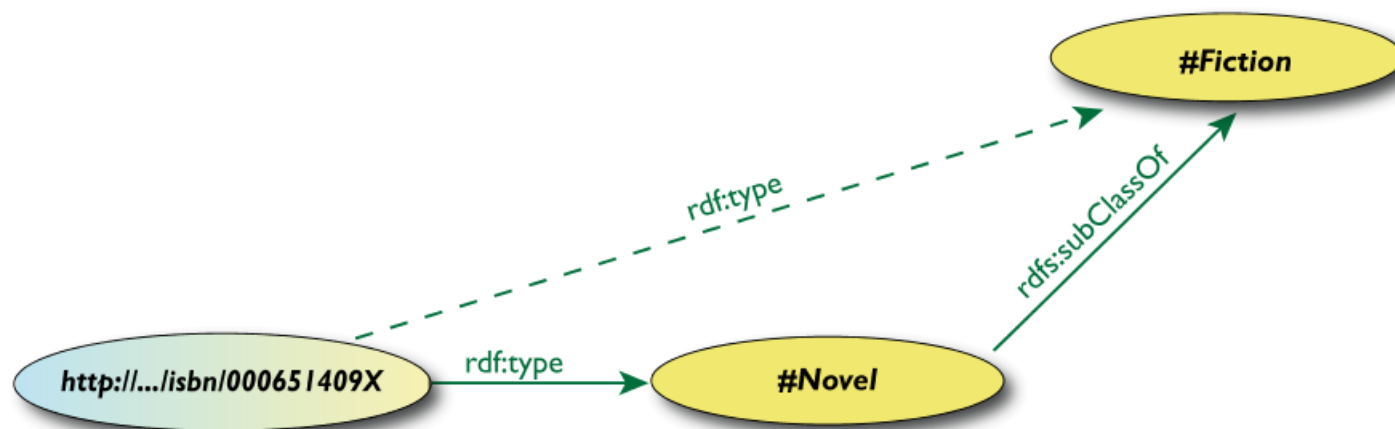 #Fiction
rdf:type
rdfs:subClassOf
http://.../isbn/000651409X
rdf:type
#Novel